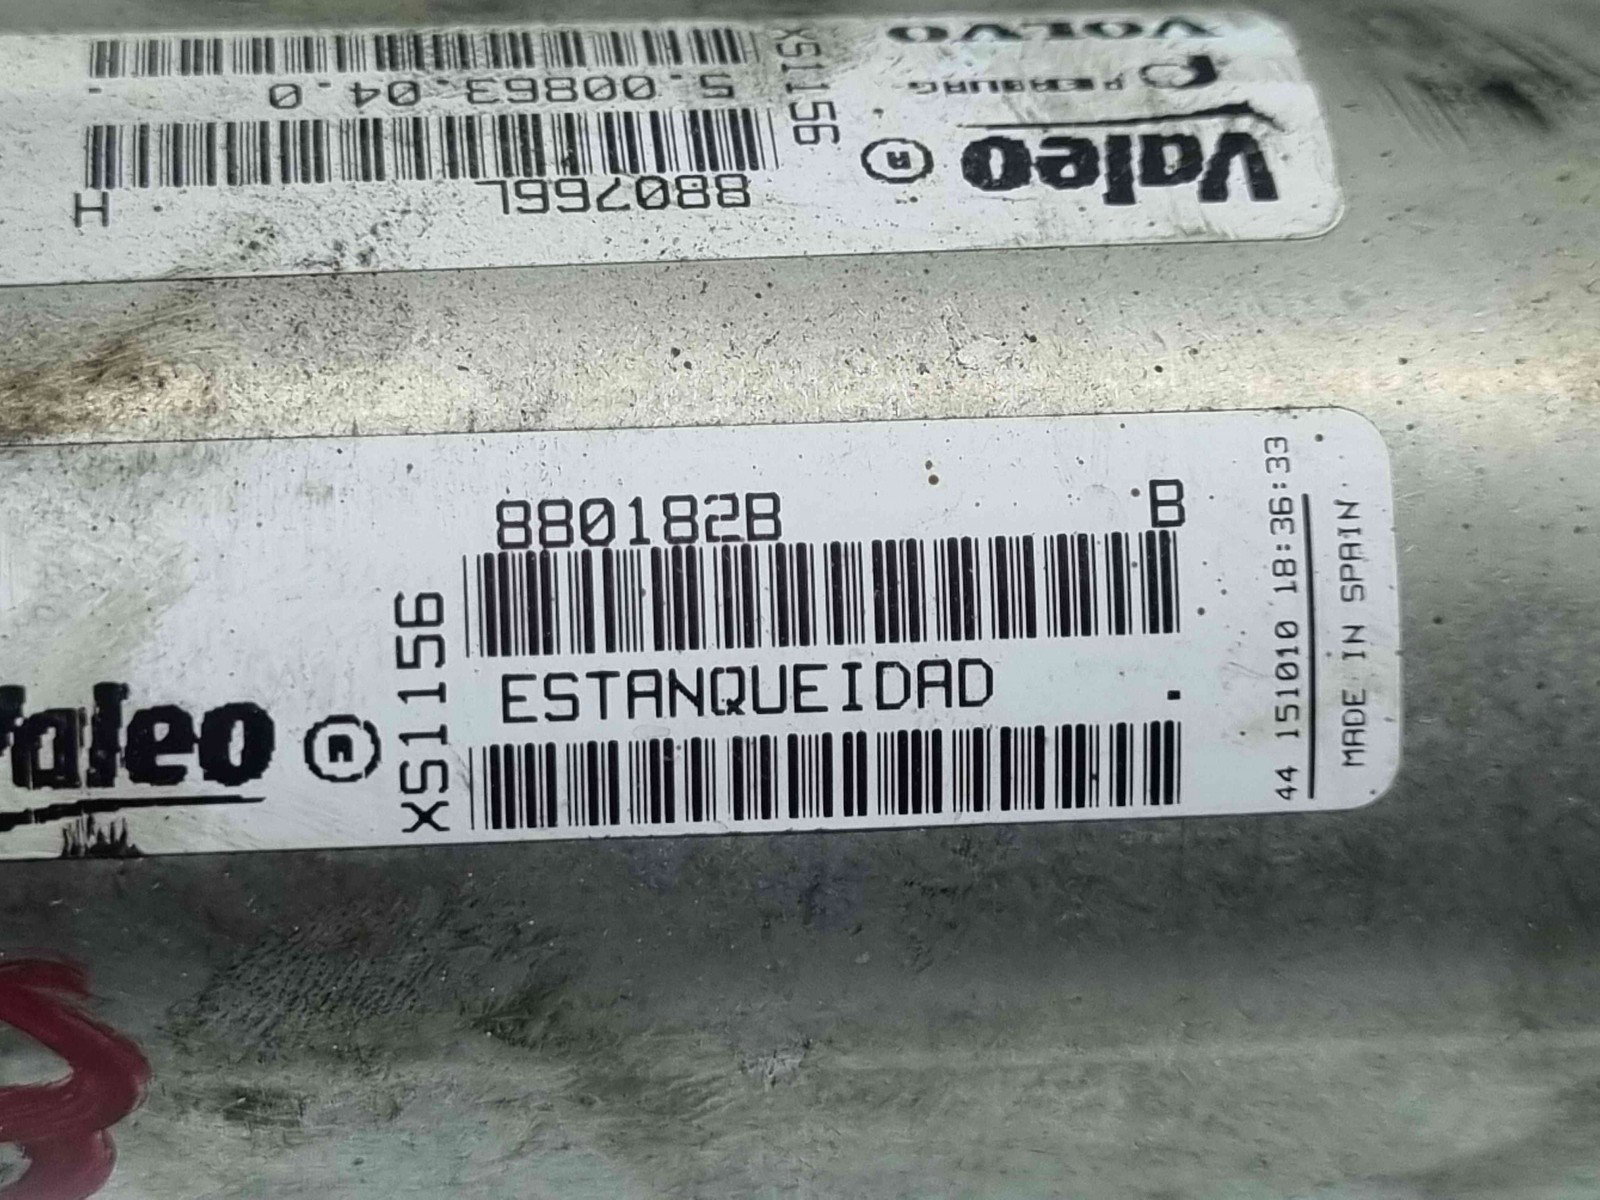 VOLVO
PIERBURG
Valeo ®
XS1156
5.00863.04.0 -
880766L H
Valeo ®
XS1156
880182B B
ESTANQUEIDAD .
44 151010 18:36:33
MADE IN SPAIN